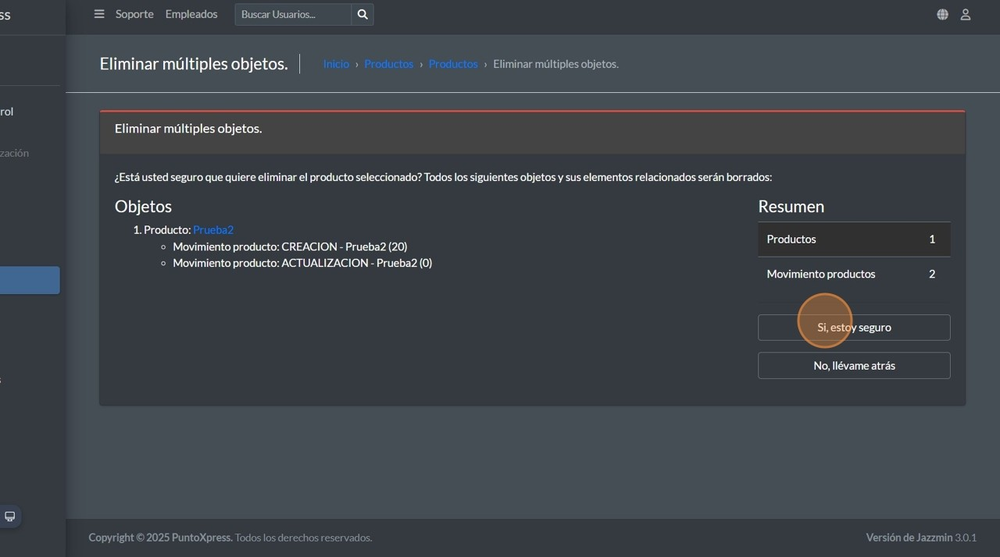 ss
Soporte Empleados Buscar Usuarios...
Eliminar múltiples objetos. Inicio › Productos › Productos › Eliminar múltiples objetos.
rol
zación
Eliminar múltiples objetos.
¿Está usted seguro que quiere eliminar el producto seleccionado? Todos los siguientes objetos y sus elementos relacionados serán borrados:
Objetos
1. Producto: Prueba2
Movimiento producto: CREACION - Prueba2 (20)
Movimiento producto: ACTUALIZACION - Prueba2 (0)
Resumen
Productos 1
Movimiento productos 2
Si, estoy seguro
No, llévame atrás
s
Copyright © 2025 PuntoXpress. Todos los derechos reservados.
Versión de Jazzmin 3.0.1